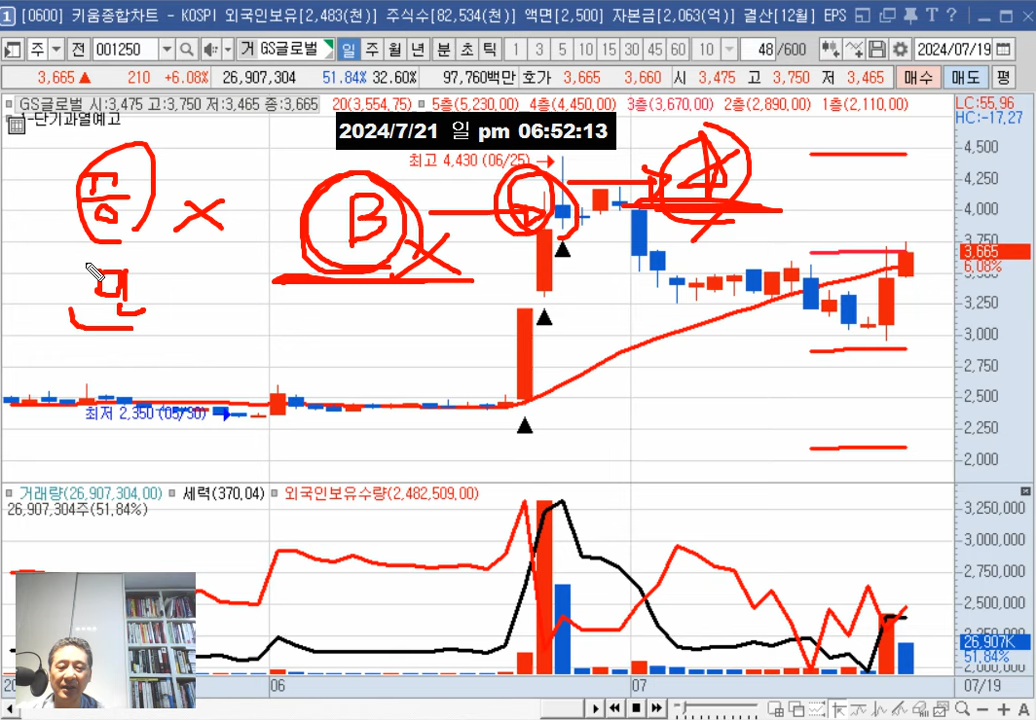 [0600] 키움종합차트 - KOSPI 외국인보유[2,483(천)] 주식수[82,534(천)] 액면[2,500] 자본금[2,063(억)] 결산[12월] EPS
주 전 001250 거 GS글로벌 일 주 월 년 분 초 틱 1 3 5 10 15 30 45 60 10 48 /600 2024/07/19
3,665 ▲ 210 +6.08% 26,907,304 51.84% 32.60% 97,760백만 호가 3,665 3,660 시 3,475 고 3,750 저 3,465 매수 매도 평
GS글로벌 시:3,475 고:3,750 저:3,465 종:3,665 20(3,554.75) 5층(5,230.00) 4층(4,450.00) 3층(3,670.00) 2층(2,890.00) 1층(2,110.00) LC:55.96
HC:-17.27
-단기과열예고
2024/7/21 일 pm 06:52:13
최고 4,430 (06/25)
4,500
4,250
4,000
3,750
3,665
6.08%
3,500
3,250
3,000
2,750
2,500
2,250
2,000
B
최저 2,350 (05/30)
거래량(26,907,304.00) 세력(370.04) 외국인보유수량(2,482,509.00)
26,907,304주(51.84%)
3,250,000
3,000,000
2,750,000
2,500,000
2,250,000
26,907K
51.84%
2,000,000
06 07 07/19